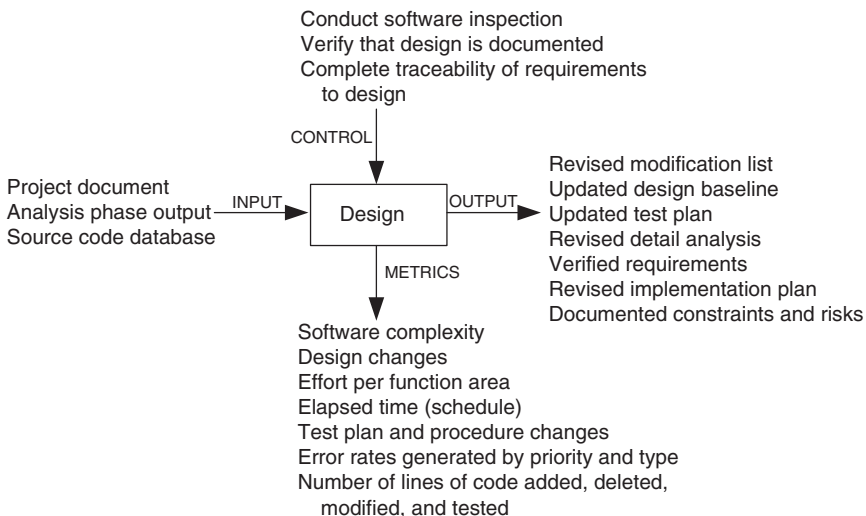 Conduct software inspection
Verify that design is documented
Complete traceability of requirements
to design
CONTROL
Project document
Analysis phase output
Source code database
INPUT
Design
OUTPUT
Revised modification list
Updated design baseline
Updated test plan
Revised detail analysis
Verified requirements
Revised implementation plan
Documented constraints and risks
METRICS
Software complexity
Design changes
Effort per function area
Elapsed time (schedule)
Test plan and procedure changes
Error rates generated by priority and type
Number of lines of code added, deleted,
modified, and tested